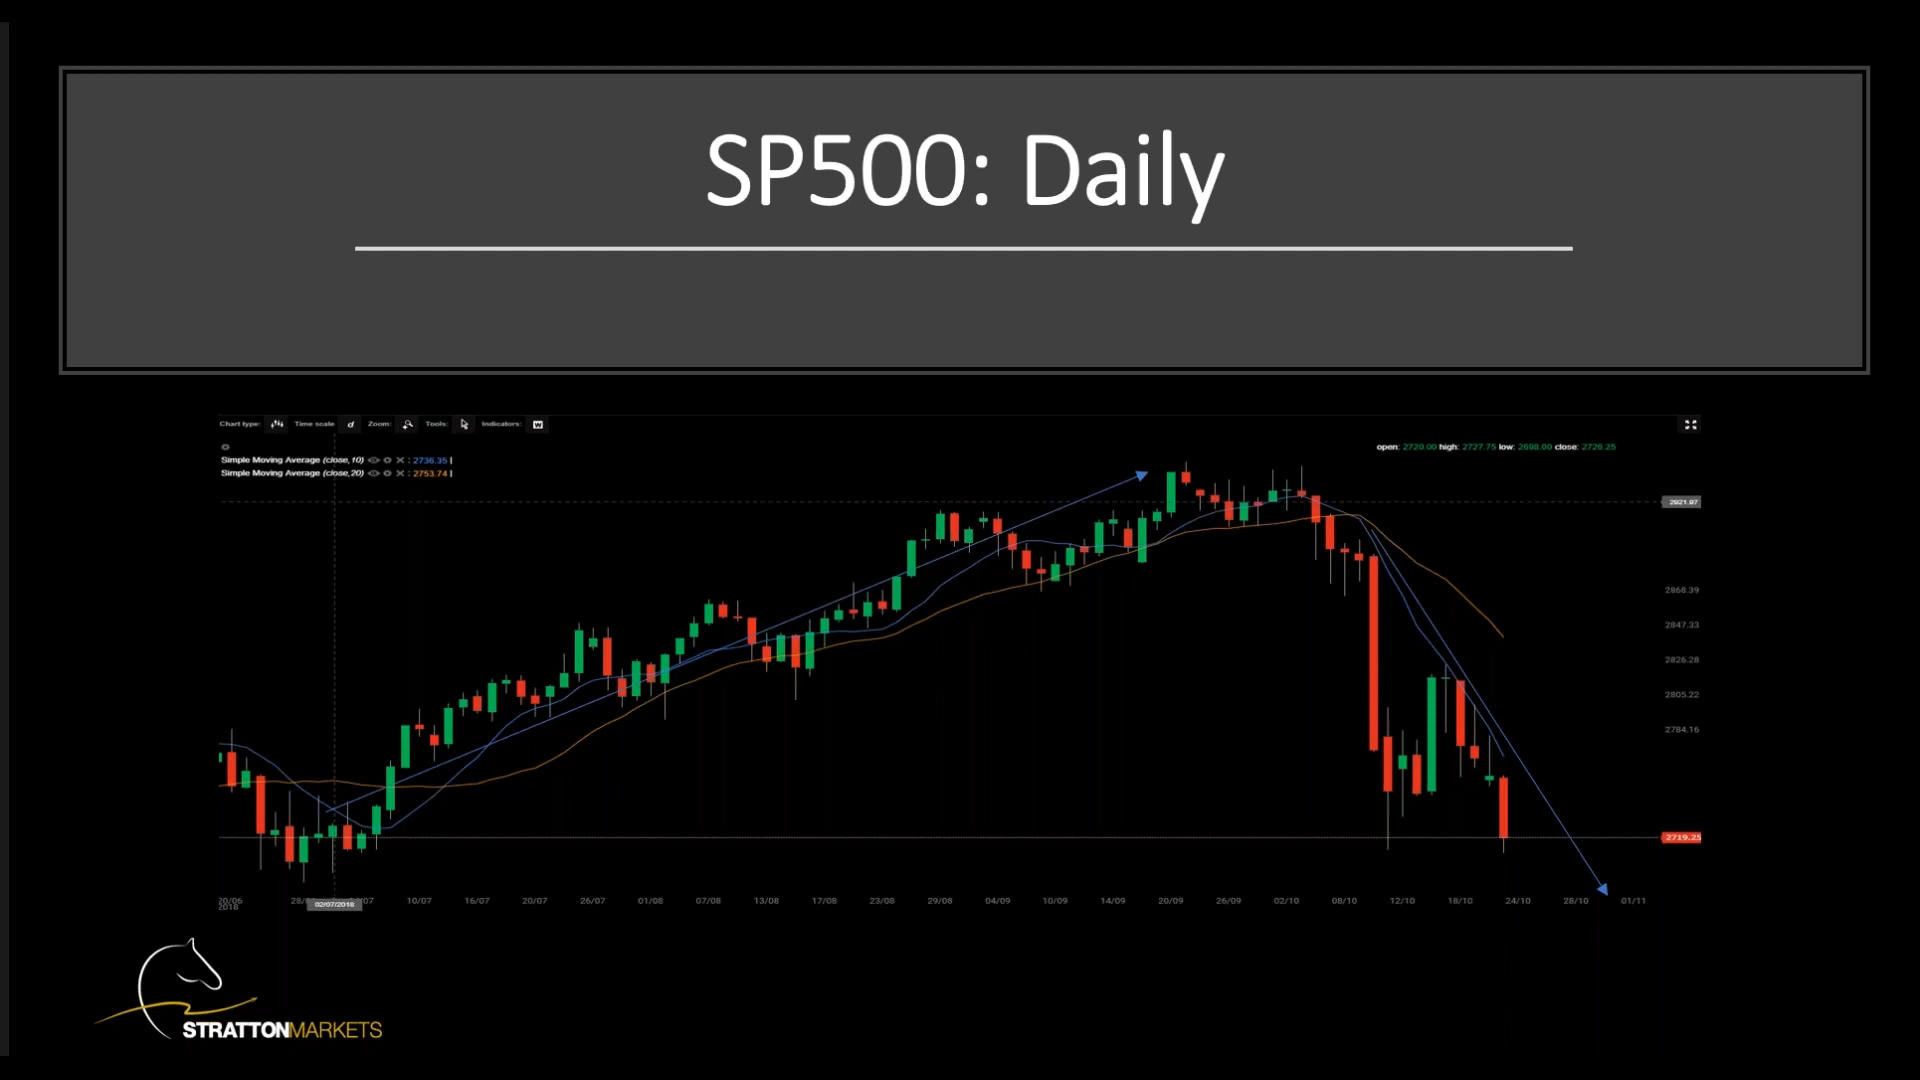 SP500: Daily
Chart type: Time scale d Zoom: Tools: Indicators:
open: 2720.00 high: 2727.75 low: 2698.00 close: 2726.25
Simple Moving Average (close,10) : 2736.35
Simple Moving Average (close,20) : 2753.74
2921.97
2868.39
2847.33
2826.28
2805.22
2784.16
2719.25
20/06 28/ 02/07/2018 /07 10/07 16/07 20/07 26/07 01/08 07/08 13/08 17/08 23/08 29/08 04/09 10/09 14/09 20/09 26/09 02/10 08/10 12/10 18/10 24/10 28/10 01/11
2018
STRATTONMARKETS